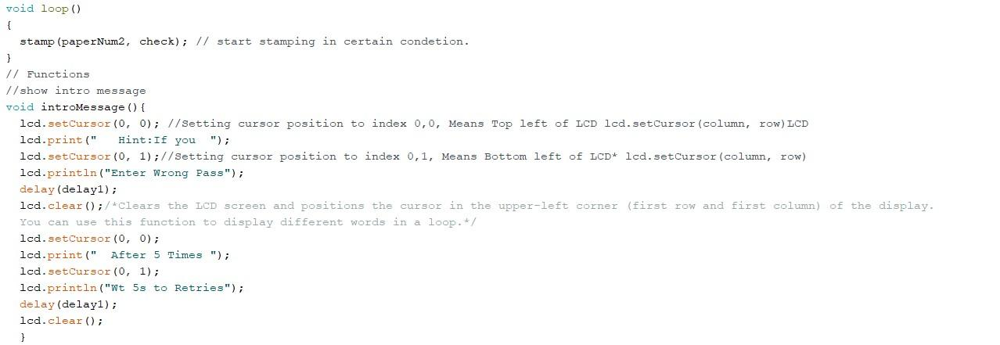 void loop()
{
  stamp(paperNum2, check); // start stamping in certain condetion.
}
// Functions
//show intro message
void introMessage(){
  lcd.setCursor(0, 0); //Setting cursor position to index 0,0, Means Top left of LCD lcd.setCursor(column, row)LCD
  lcd.print("   Hint:If you  ");
  lcd.setCursor(0, 1);//Setting cursor position to index 0,1, Means Bottom left of LCD* lcd.setCursor(column, row)
  lcd.println("Enter Wrong Pass");
  delay(delay1);
  lcd.clear();/*Clears the LCD screen and positions the cursor in the upper-left corner (first row and first column) of the display.
  You can use this function to display different words in a loop.*/
  lcd.setCursor(0, 0);
  lcd.print("  After 5 Times ");
  lcd.setCursor(0, 1);
  lcd.println("Wt 5s to Retries");
  delay(delay1);
  lcd.clear();
  }